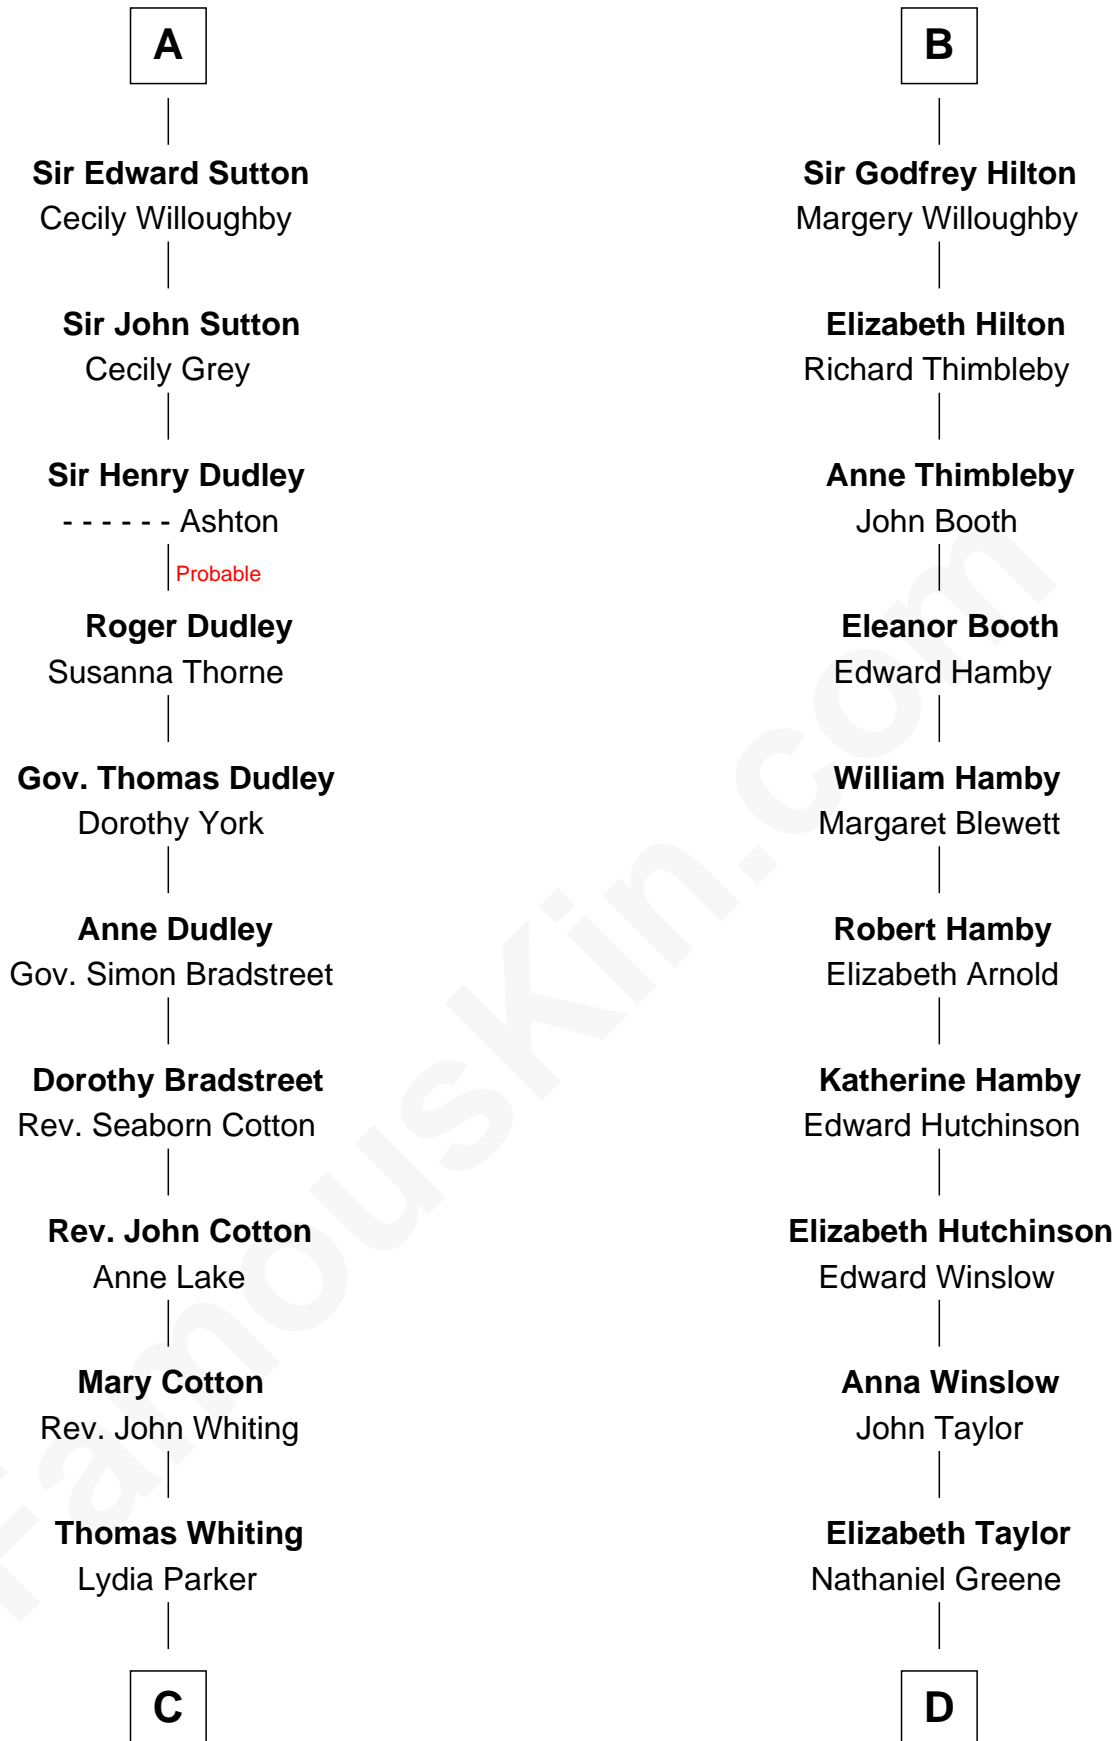 A
Sir Edward Sutton
Cecily Willoughby
Sir John Sutton
Cecily Grey
Sir Henry Dudley
- - - - - - Ashton
Probable
Roger Dudley
Susanna Thorne
Gov. Thomas Dudley
Dorothy York
Anne Dudley
Gov. Simon Bradstreet
Dorothy Bradstreet
Rev. Seaborn Cotton
Rev. John Cotton
Anne Lake
Mary Cotton
Rev. John Whiting
Thomas Whiting
Lydia Parker
C
B
Sir Godfrey Hilton
Margery Willoughby
Elizabeth Hilton
Richard Thimbleby
Anne Thimbleby
John Booth
Eleanor Booth
Edward Hamby
William Hamby
Margaret Blewett
Robert Hamby
Elizabeth Arnold
Katherine Hamby
Edward Hutchinson
Elizabeth Hutchinson
Edward Winslow
Anna Winslow
John Taylor
Elizabeth Taylor
Nathaniel Greene
D
FamousKin.com